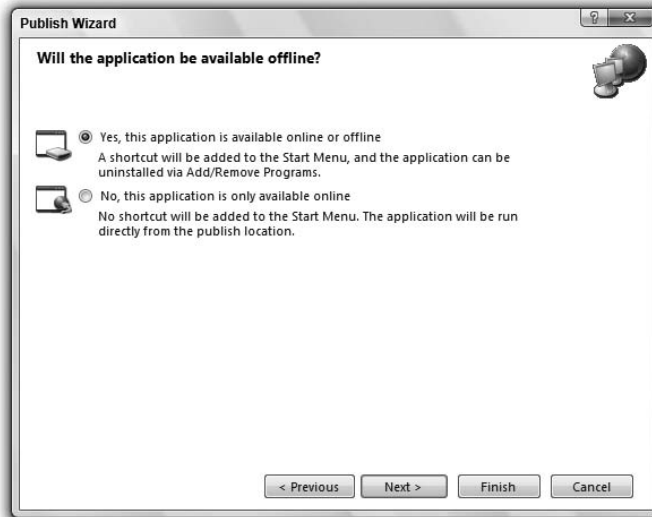 Publish Wizard
Will the application be available offline?
Yes, this application is available online or offline
A shortcut will be added to the Start Menu, and the application can be
uninstalled via Add/Remove Programs.
No, this application is only available online
No shortcut will be added to the Start Menu. The application will be run
directly from the publish location.
< Previous Next > Finish Cancel